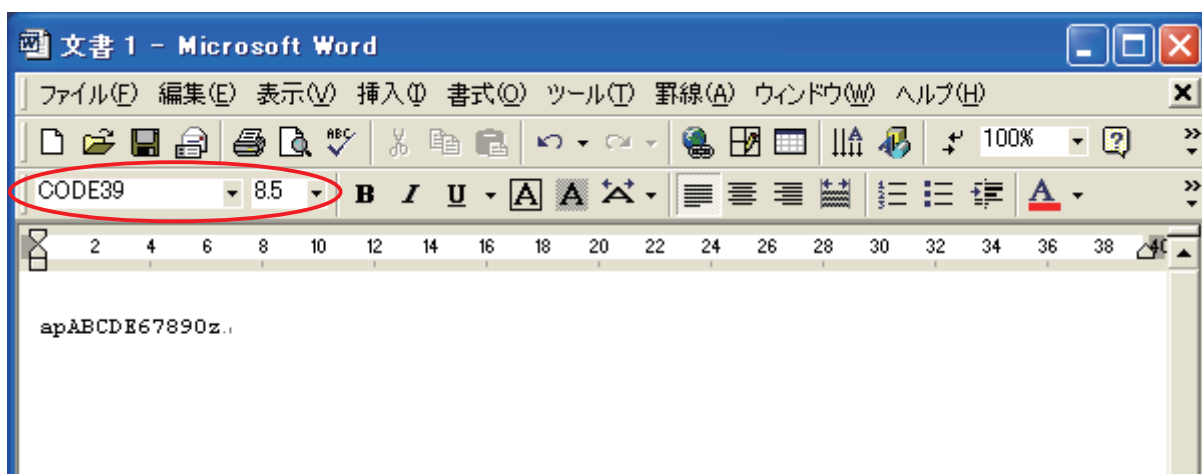 文書 1 - Microsoft Word
ファイル(F) 編集(E) 表示(V) 挿入(I) 書式(O) ツール(T) 罫線(A) ウィンドウ(W) ヘルプ(H)
ABC 100%
CODE39 8.5 B I U A A A
2 4 6 8 10 12 14 16 18 20 22 24 26 28 30 32 34 36 38 40
apABCDE67890z